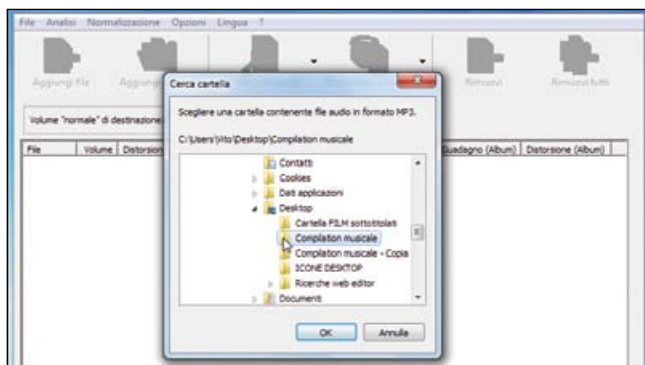 File Analisi Normalizzazione Opzioni Lingua ?
Aggiungi file
Rimuovi
Rimuovi tutti
Cerca cartella
Scegliere una cartella contenente file audio in formato MP3.
Volume "normale" di destinazione
C:\Users\Vito\Desktop\Compilation musicale
File Volume Distorsion Guadagno (Album) Distorsione (Album)
Contatti
Cookies
Dati applicazioni
Desktop
Cartella FILM sottotitolati
Compilation musicale
Compilation musicale - Copia
ICONE DESKTOP
Ricerche web editor
Documenti
OK Annulla